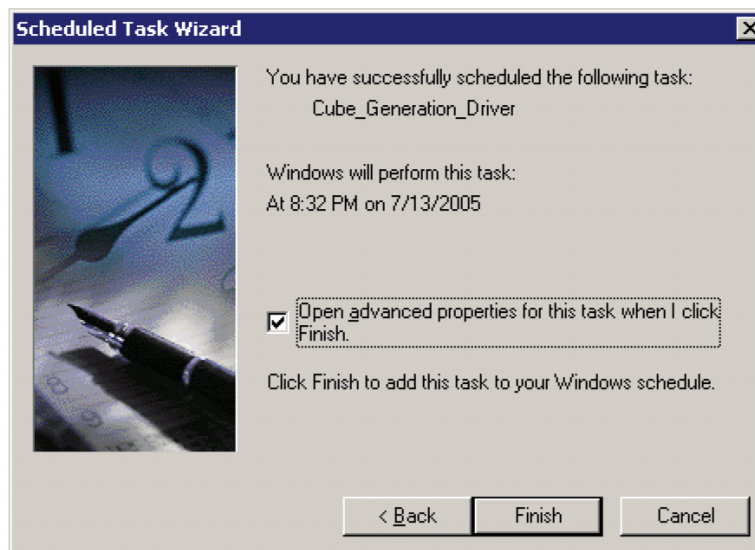 Scheduled Task Wizard
You have successfully scheduled the following task:
Cube_Generation_Driver
Windows will perform this task:
At 8:32 PM on 7/13/2005
Open advanced properties for this task when I click
Finish.
Click Finish to add this task to your Windows schedule.
< Back
Finish
Cancel